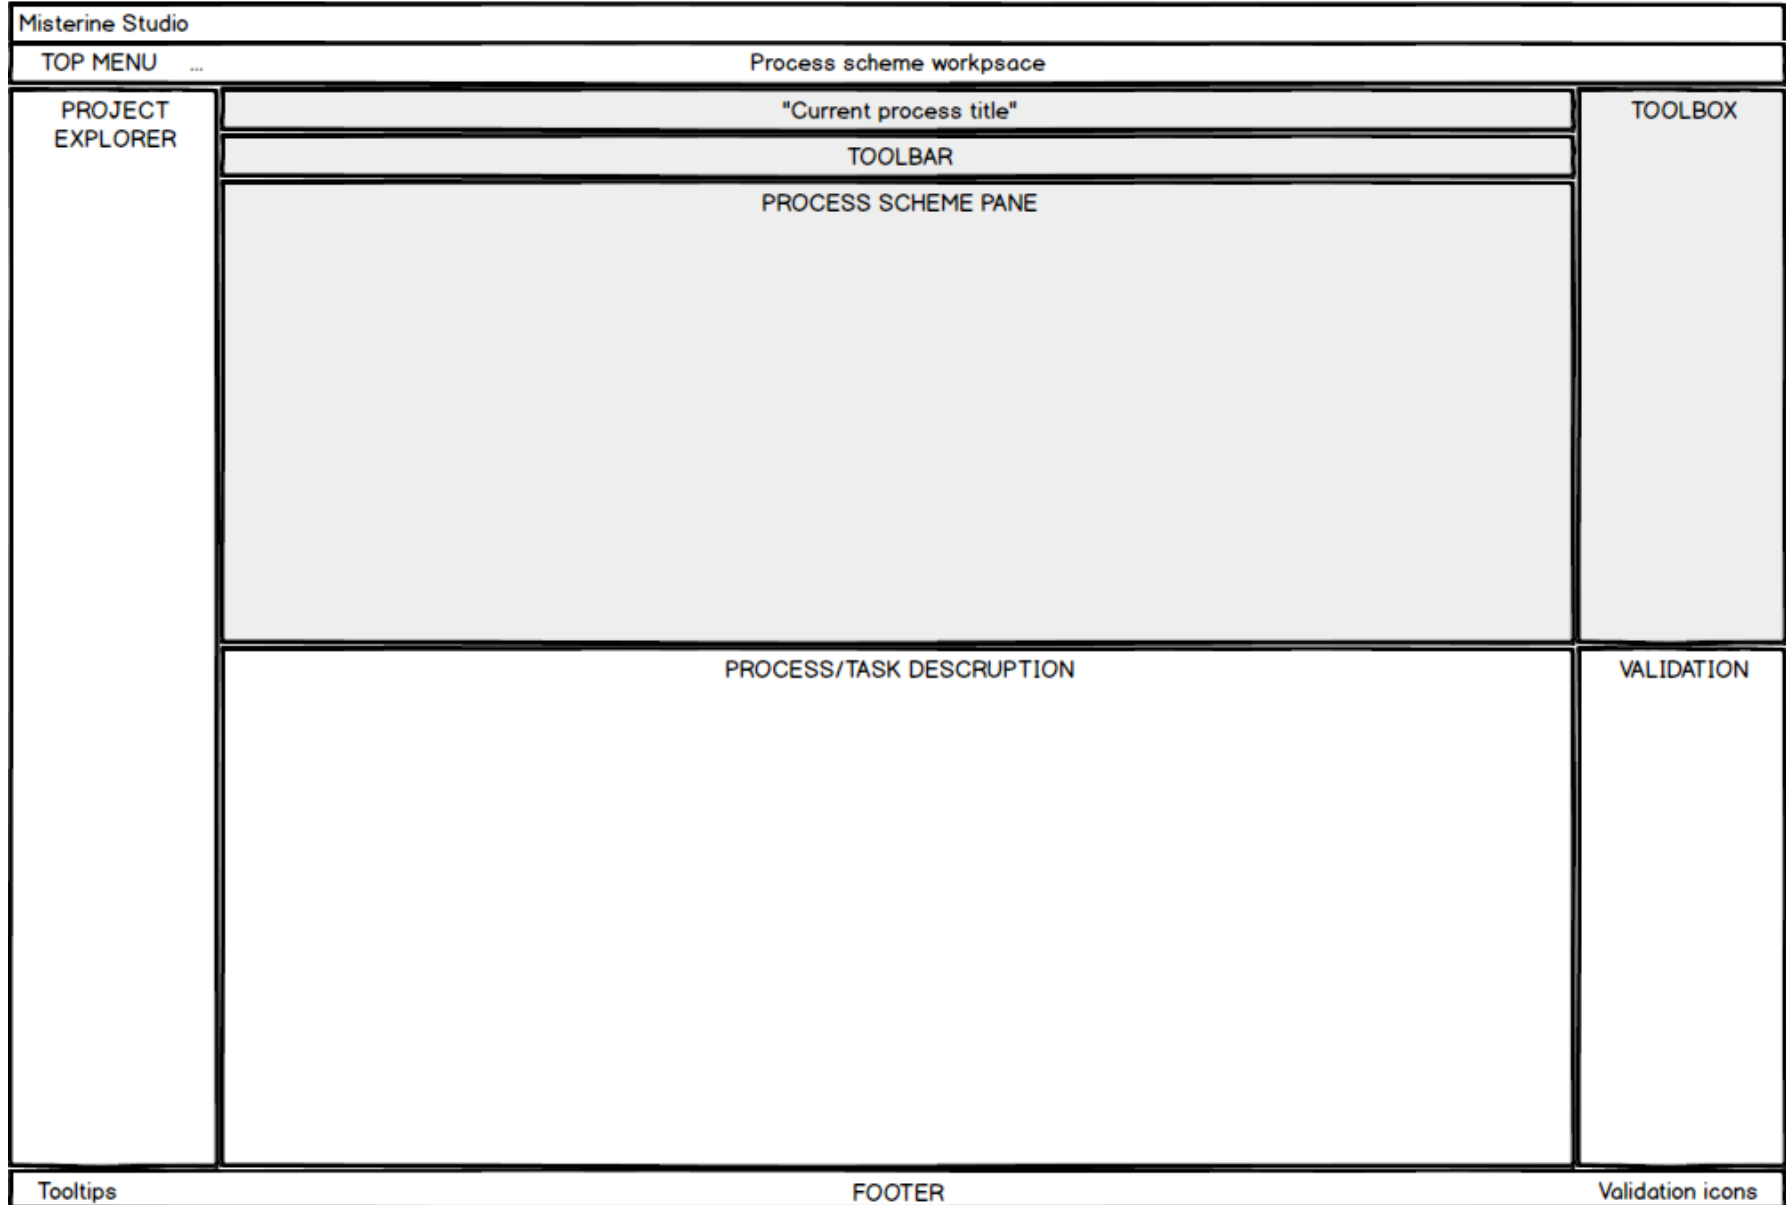 Misterine Studio
TOP MENU ... Process scheme workpsace
PROJECT
EXPLORER
"Current process title"
TOOLBAR
PROCESS SCHEME PANE
TOOLBOX
PROCESS/TASK DESCRUPTION
VALIDATION
Tooltips FOOTER Validation icons